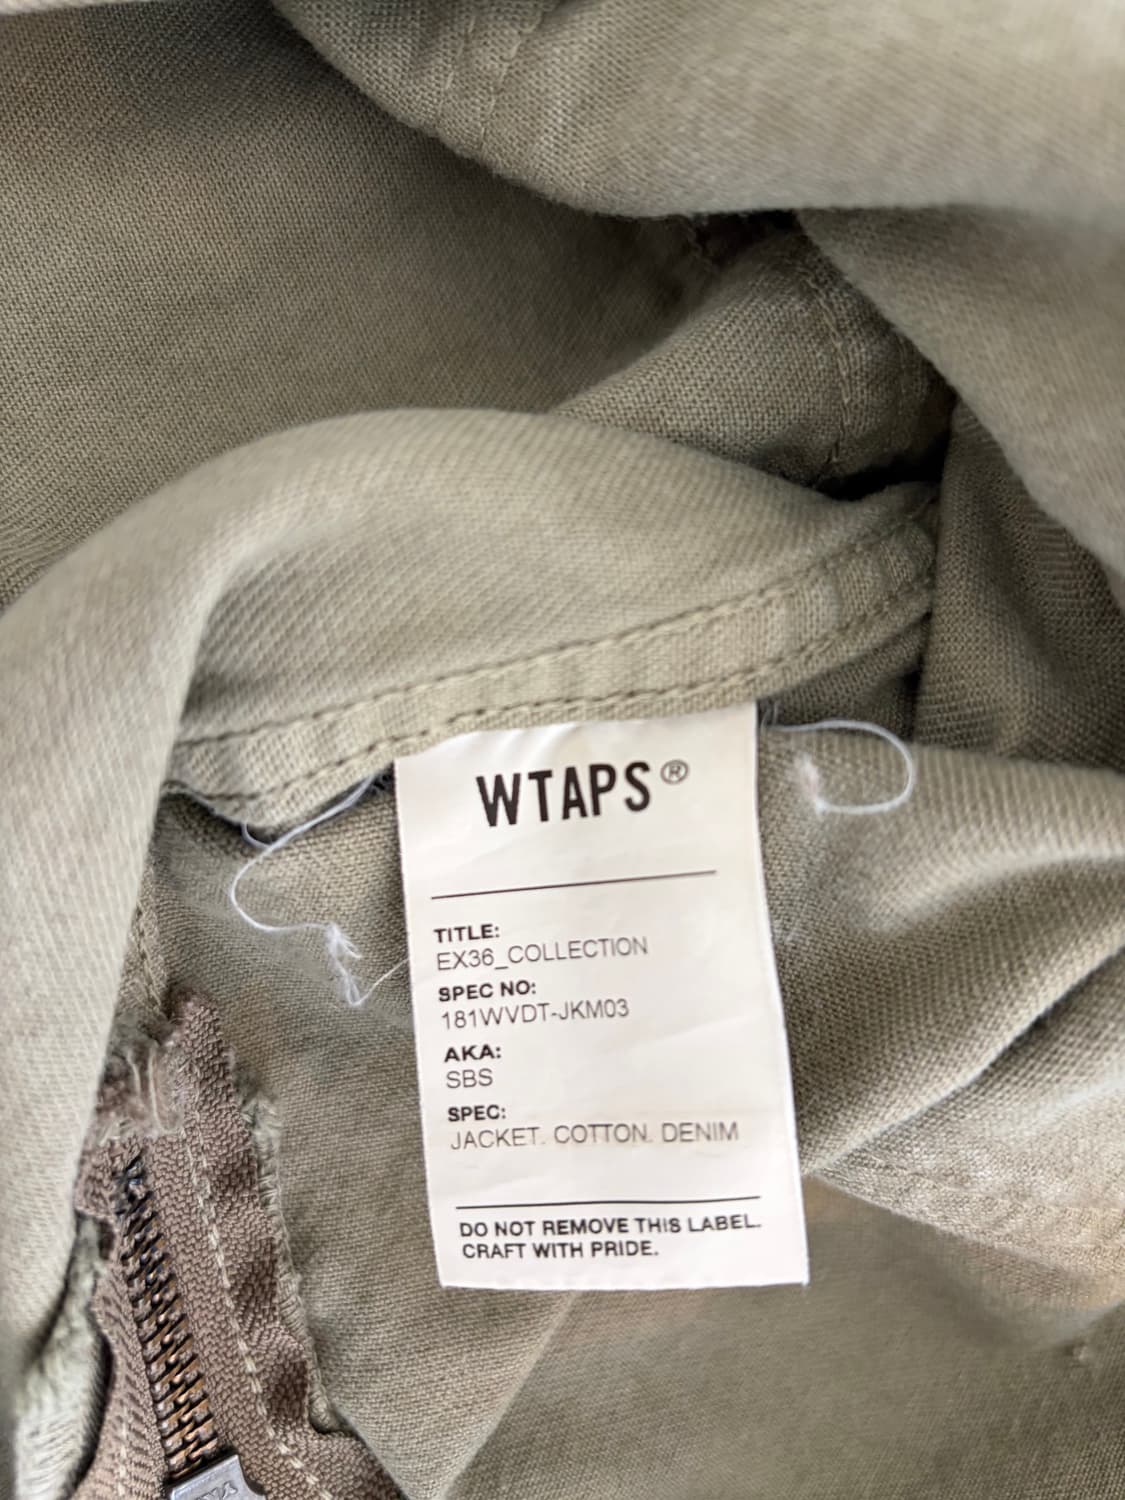 WTAPS®
TITLE:
EX36_COLLECTION
SPEC NO:
181WVDT-JKM03
AKA:
SBS
SPEC:
JACKET. COTTON. DENIM
DO NOT REMOVE THIS LABEL.
CRAFT WITH PRIDE.